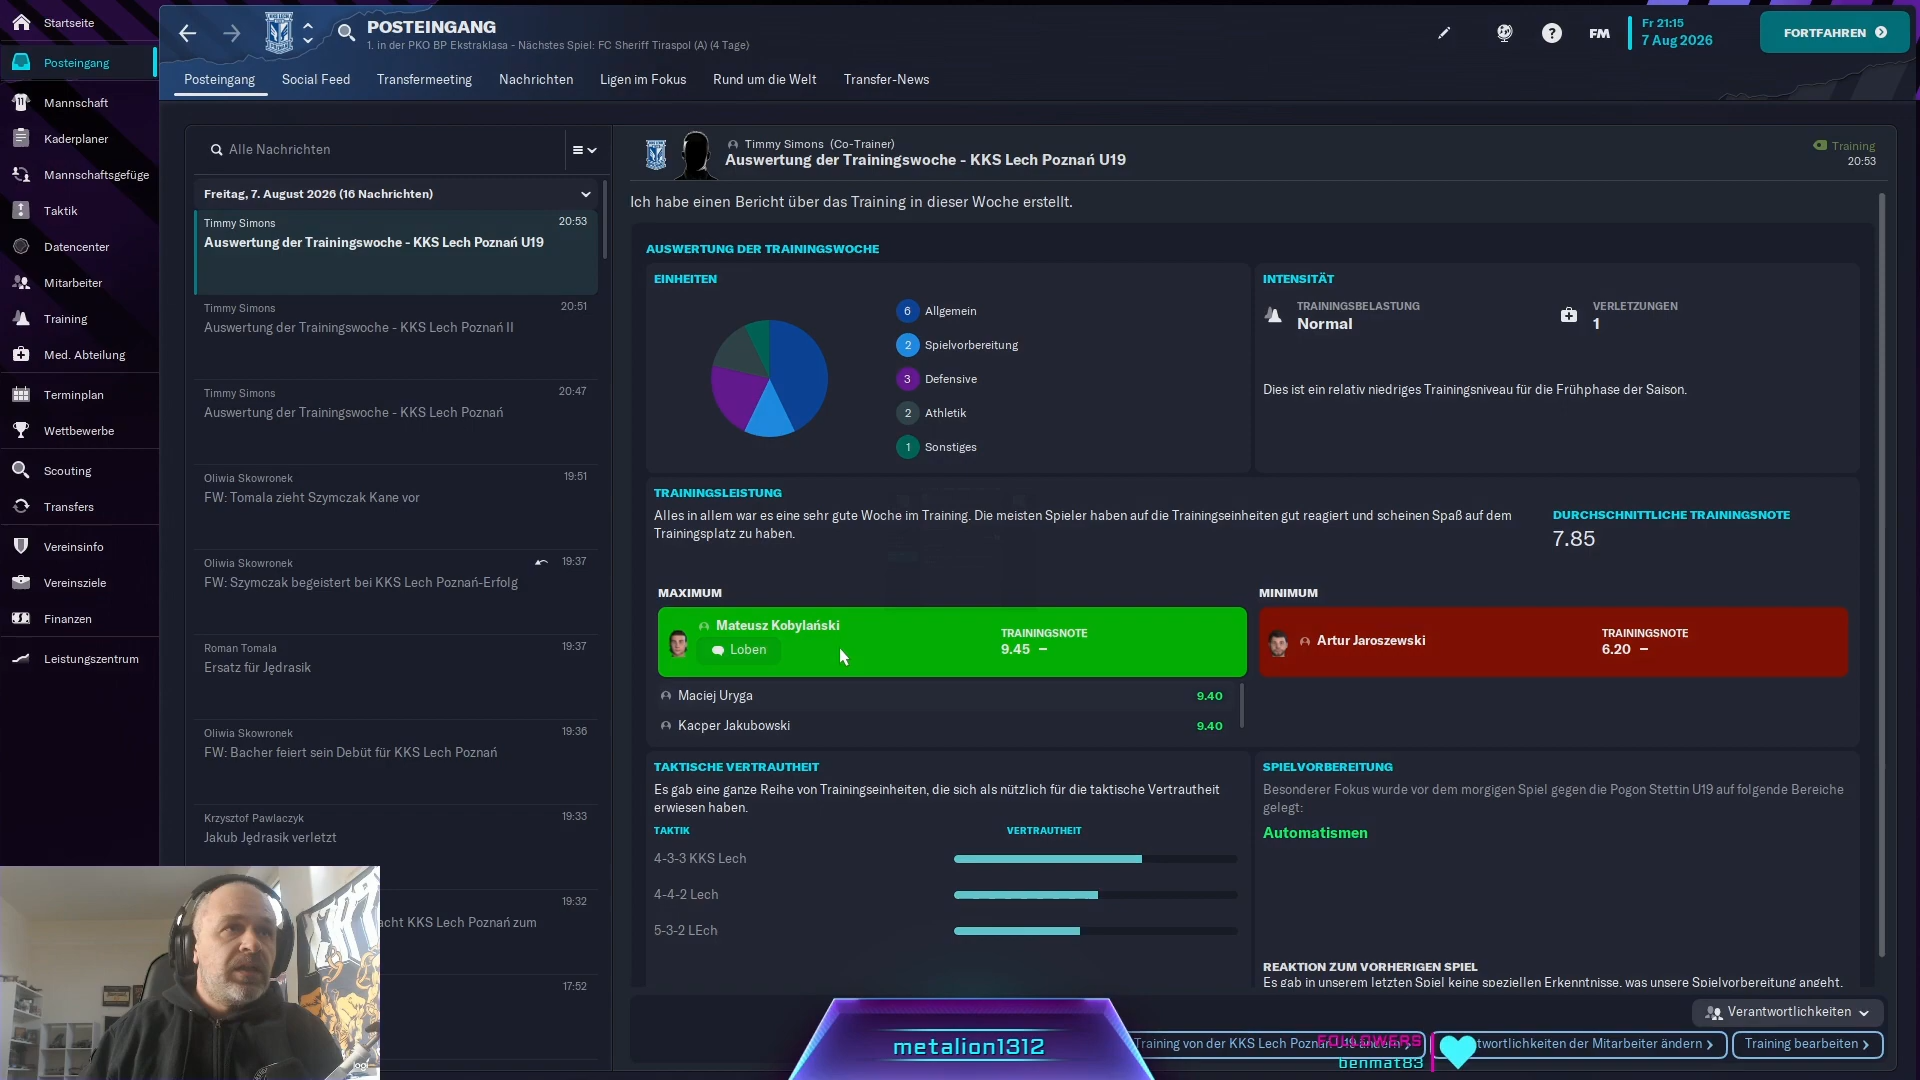 Startseite
Posteingang
Mannschaft
Kaderplaner
Mannschaftsgefüge
Taktik
Datencenter
Mitarbeiter
Training
Med. Abteilung
Terminplan
Wettbewerbe
Scouting
Transfers
Vereinsinfo
Vereinsziele
Finanzen
Leistungszentrum
POSTEINGANG
1. in der PKO BP Ekstraklasa - Nächstes Spiel: FC Sheriff Tiraspol (A) (4 Tage)
FM
Fr 21:15
7 Aug 2026
FORTFAHREN
Posteingang
Social Feed
Transfermeeting
Nachrichten
Ligen im Fokus
Rund um die Welt
Transfer-News
Alle Nachrichten
Freitag, 7. August 2026 (16 Nachrichten)
Timmy Simons 20:53
Auswertung der Trainingswoche - KKS Lech Poznań U19
Timmy Simons 20:51
Auswertung der Trainingswoche - KKS Lech Poznań II
Timmy Simons 20:47
Auswertung der Trainingswoche - KKS Lech Poznań
Oliwia Skowronek 19:51
FW: Tomala zieht Szymczak Kane vor
Oliwia Skowronek 19:37
FW: Szymczak begeistert bei KKS Lech Poznań-Erfolg
Roman Tomala 19:37
Ersatz für Jędrasik
Oliwia Skowronek 19:36
FW: Bacher feiert sein Debüt für KKS Lech Poznań
Krzysztof Pawlaczyk 19:33
Jakub Jędrasik verletzt
19:32
acht KKS Lech Poznań zum
17:52
Timmy Simons (Co-Trainer)
Auswertung der Trainingswoche - KKS Lech Poznań U19
Training
20:53
Ich habe einen Bericht über das Training in dieser Woche erstellt.
AUSWERTUNG DER TRAININGSWOCHE
EINHEITEN
6 Allgemein
2 Spielvorbereitung
3 Defensive
2 Athletik
1 Sonstiges
INTENSITÄT
TRAININGSBELASTUNG
Normal
VERLETZUNGEN
1
Dies ist ein relativ niedriges Trainingsniveau für die Frühphase der Saison.
TRAININGSLEISTUNG
Alles in allem war es eine sehr gute Woche im Training. Die meisten Spieler haben auf die Trainingseinheiten gut reagiert und scheinen Spaß auf dem
Trainingsplatz zu haben.
DURCHSCHNITTLICHE TRAININGSNOTE
7.85
MAXIMUM
Mateusz Kobylański
Loben
TRAININGSNOTE
9.45 –
Maciej Uryga 9.40
Kacper Jakubowski 9.40
MINIMUM
Artur Jaroszewski
TRAININGSNOTE
6.20 –
TAKTISCHE VERTRAUTHEIT
Es gab eine ganze Reihe von Trainingseinheiten, die sich als nützlich für die taktische Vertrautheit
erwiesen haben.
TAKTIK VERTRAUTHEIT
4-3-3 KKS Lech
4-4-2 Lech
5-3-2 LEch
SPIELVORBEREITUNG
Besonderer Fokus wurde vor dem morgigen Spiel gegen die Pogon Stettin U19 auf folgende Bereiche
gelegt:
Automatismen
REAKTION ZUM VORHERIGEN SPIEL
Es gab in unserem letzten Spiel keine speziellen Erkenntnisse, was unsere Spielvorbereitung angeht.
Verantwortlichkeiten
Training von der KKS Lech Poznań U19 ändern
twortlichkeiten der Mitarbeiter ändern
Training bearbeiten
metalion1312
FOLLOWERS
benmat83